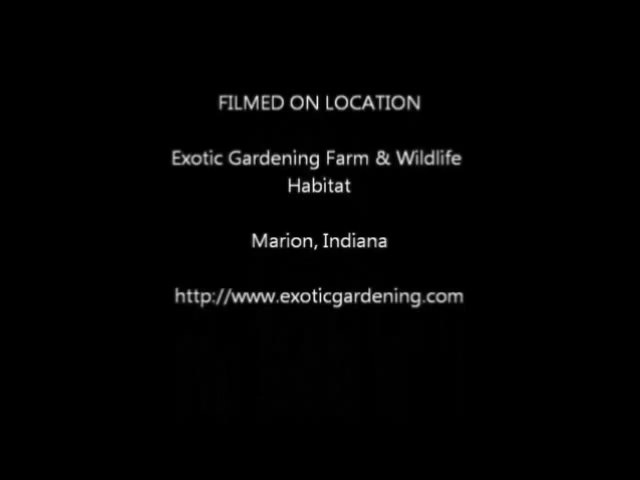 FILMED ON LOCATION
Exotic Gardening Farm & Wildlife
Habitat
Marion, Indiana
http://www.exoticgardening.com